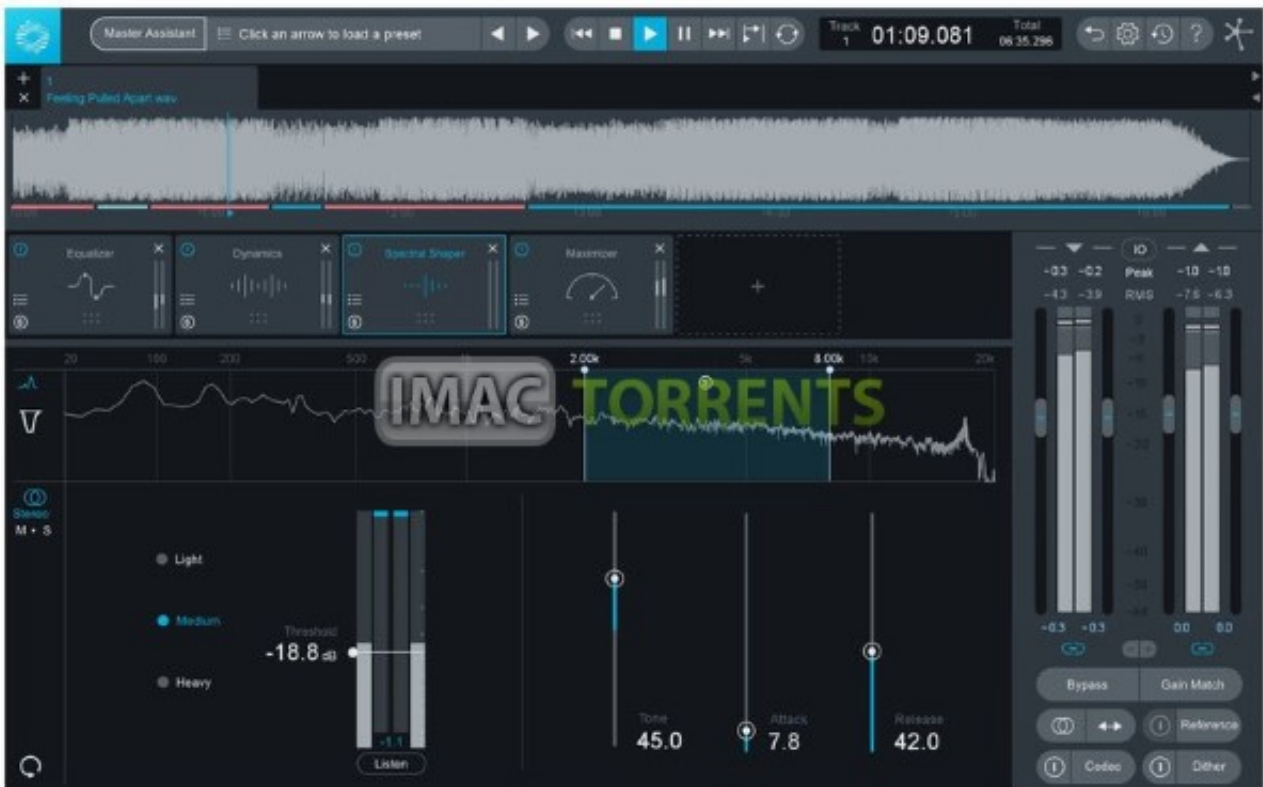 Master Assistant Click an arrow to load a preset Track 1 01:09.081 Total 06:35.296 ?
1
Feeling Pulled Apart.wav
Equalizer Dynamics Spectral Shaper Maximizer
IO
-0.3 -0.2 Peak -1.0 -1.0
-4.3 -3.9 RMS -7.6 -6.3
20 100 200 500 1k 2.00k 5k 8.00k 10k 20k
IMAC TORRENTS
Stereo
M • S
Light
Medium
Threshold
-18.8 dB
Heavy
-1.1
Listen
Tone
45.0
Attack
7.8
Release
42.0
-0.3 -0.3 0.0 0.0
Bypass Gain Match
Reference
Codec Dither